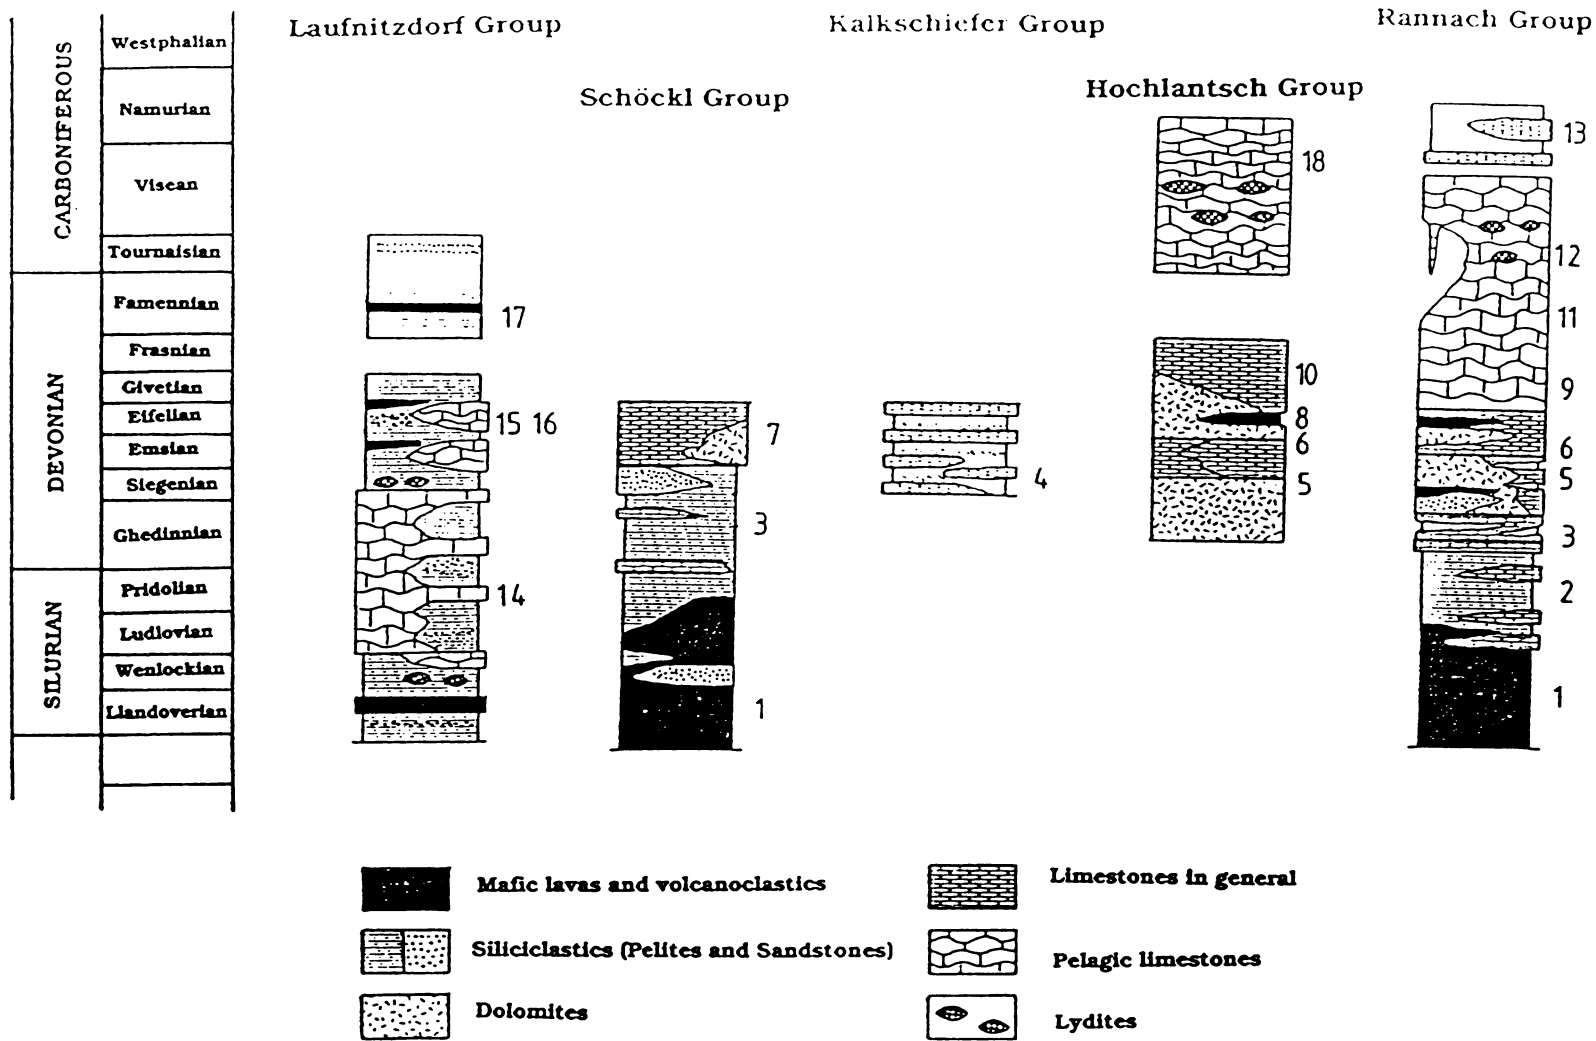 Laufnitzdorf Group
Kalkschiefer Group
Rannach Group
Schöckl Group
Hochlantsch Group
CARBONIFEROUS
Westphalian
Namurian
Visean
Tournaisian
DEVONIAN
Famennian
Frasnian
Givetian
Eifelian
Emsian
Siegenian
Ghedinnian
SILURIAN
Pridolian
Ludlovian
Wenlockian
Llandoverian
17
15 16
14
7
3
1
4
18
10
8
6
5
13
12
11
9
6
5
3
2
1
Mafic lavas and volcanoclastics
Siliciclastics (Pelites and Sandstones)
Dolomites
Limestones in general
Pelagic limestones
Lydites